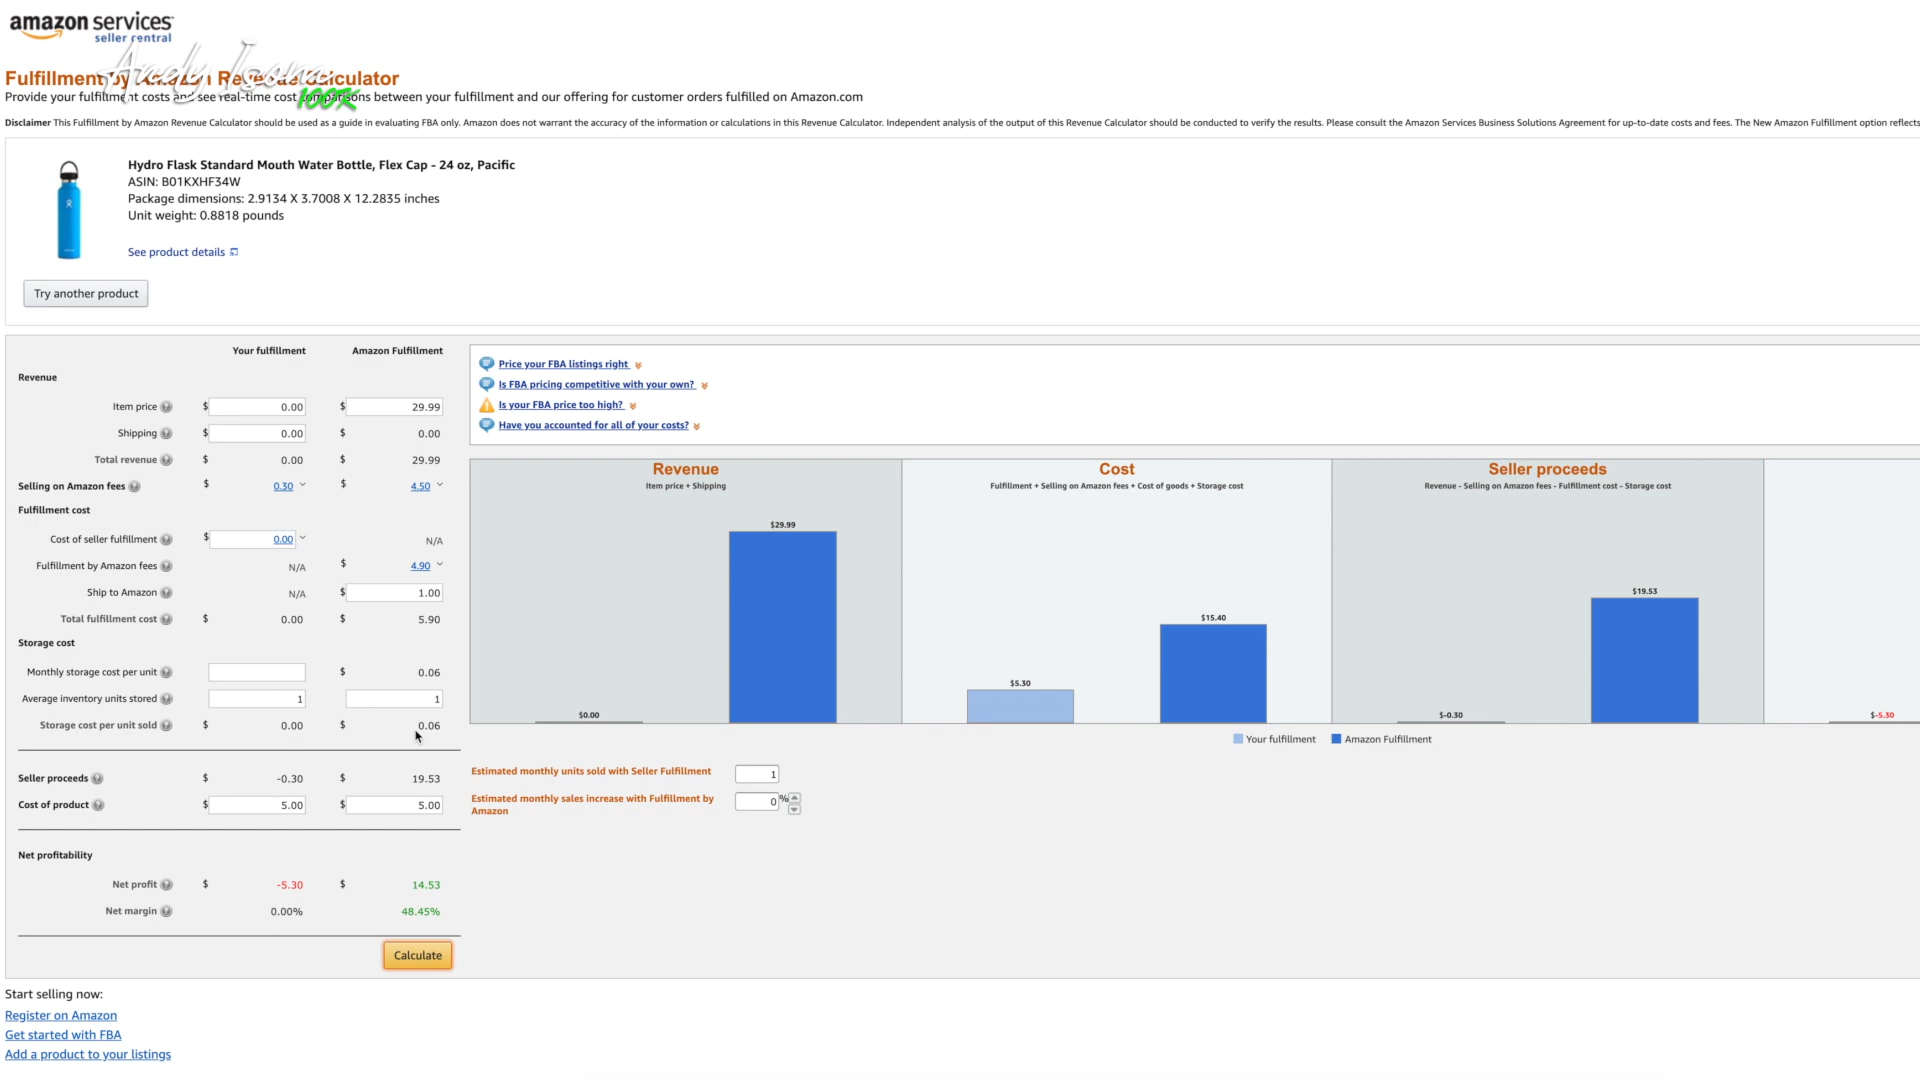 amazon services
seller central
Andy Isom
100K
Fulfillment by Amazon Revenue Calculator
Provide your fulfillment costs and see real-time cost comparisons between your fulfillment and our offering for customer orders fulfilled on Amazon.com
Disclaimer This Fulfillment by Amazon Revenue Calculator should be used as a guide in evaluating FBA only. Amazon does not warrant the accuracy of the information or calculations in this Revenue Calculator. Independent analysis of the output of this Revenue Calculator should be conducted to verify the results. Please consult the Amazon Services Business Solutions Agreement for up-to-date costs and fees. The New Amazon Fulfillment option reflects
Hydro Flask Standard Mouth Water Bottle, Flex Cap - 24 oz, Pacific
ASIN: B01KXHF34W
Package dimensions: 2.9134 X 3.7008 X 12.2835 inches
Unit weight: 0.8818 pounds
See product details
Try another product
Your fulfillment Amazon Fulfillment
Revenue
Item price $ 0.00 $ 29.99
Shipping $ 0.00 $ 0.00
Total revenue $ 0.00 $ 29.99
Selling on Amazon fees $ 0.30 $ 4.50
Fulfillment cost
Cost of seller fulfillment $ 0.00 N/A
Fulfillment by Amazon fees N/A $ 4.90
Ship to Amazon N/A $ 1.00
Total fulfillment cost $ 0.00 $ 5.90
Storage cost
Monthly storage cost per unit $ 0.06
Average inventory units stored 1 1
Storage cost per unit sold $ 0.00 $ 0.06
Seller proceeds $ -0.30 $ 19.53
Cost of product $ 5.00 $ 5.00
Net profitability
Net profit $ -5.30 $ 14.53
Net margin 0.00% 48.45%
Calculate
Price your FBA listings right
Is FBA pricing competitive with your own?
Is your FBA price too high?
Have you accounted for all of your costs?
Revenue
Item price + Shipping
$29.99
$0.00
Cost
Fulfillment + Selling on Amazon fees + Cost of goods + Storage cost
$15.40
$5.30
Seller proceeds
Revenue - Selling on Amazon fees - Fulfillment cost - Storage cost
$19.53
$-0.30
$-5.30
Your fulfillment Amazon Fulfillment
Estimated monthly units sold with Seller Fulfillment 1
Estimated monthly sales increase with Fulfillment by
Amazon 0 %
Start selling now:
Register on Amazon
Get started with FBA
Add a product to your listings